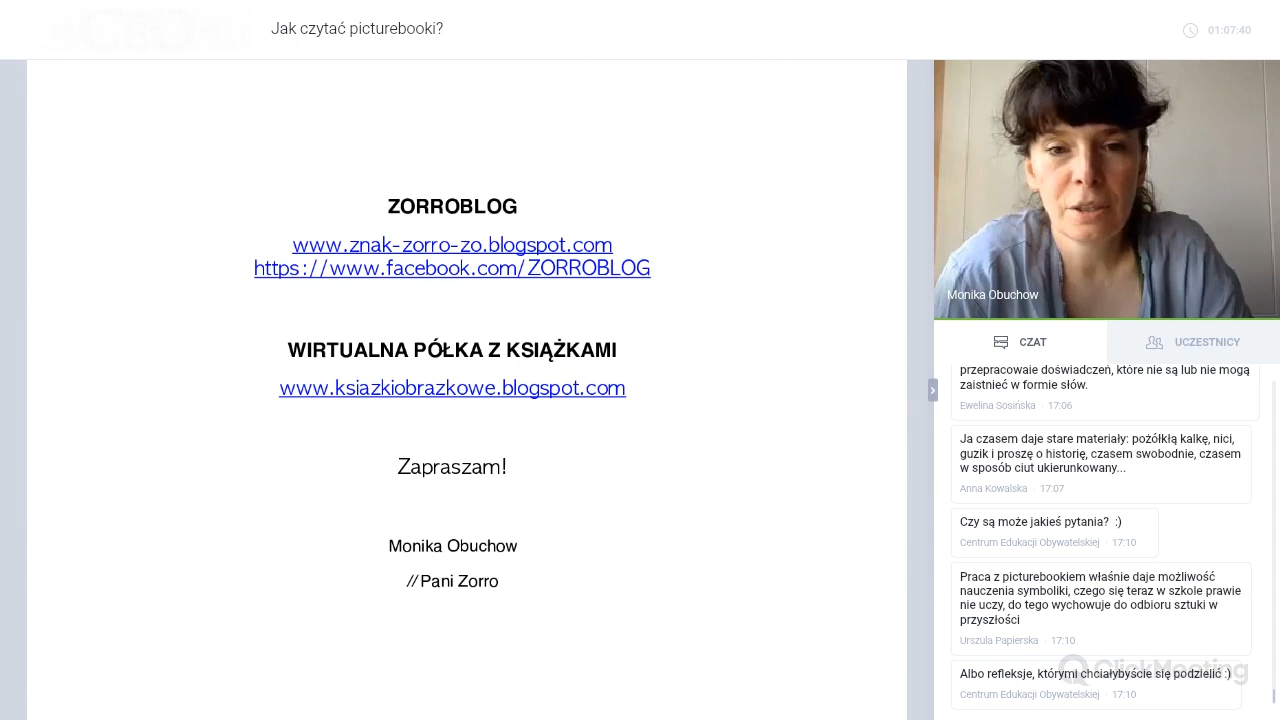 Jak czytać picturebooki?
01:07:40
ZORROBLOG
www.znak-zorro-zo.blogspot.com
https://www.facebook.com/ZORROBLOG
WIRTUALNA PÓŁKA Z KSIĄŻKAMI
www.ksiazkiobrazkowe.blogspot.com
Zapraszam!
Monika Obuchow
//Pani Zorro
Monika Obuchow
CZAT
UCZESTNICY
przepracowaie doświadczeń, które nie są lub nie mogą
zaistnieć w formie słów.
Ewelina Sosińska · 17:06
Ja czasem daje stare materiały: pożółkłą kalkę, nici,
guzik i proszę o historię, czasem swobodnie, czasem
w sposób ciut ukierunkowany...
Anna Kowalska · 17:07
Czy są może jakieś pytania? :)
Centrum Edukacji Obywatelskiej · 17:10
Praca z picturebookiem właśnie daje możliwość
nauczenia symboliki, czego się teraz w szkole prawie
nie uczy, do tego wychowuje do odbioru sztuki w
przyszłości
Urszula Papierska · 17:10
ClickMeeting
Albo refleksje, którymi chciałybyście się podzielić :)
Centrum Edukacji Obywatelskiej · 17:10